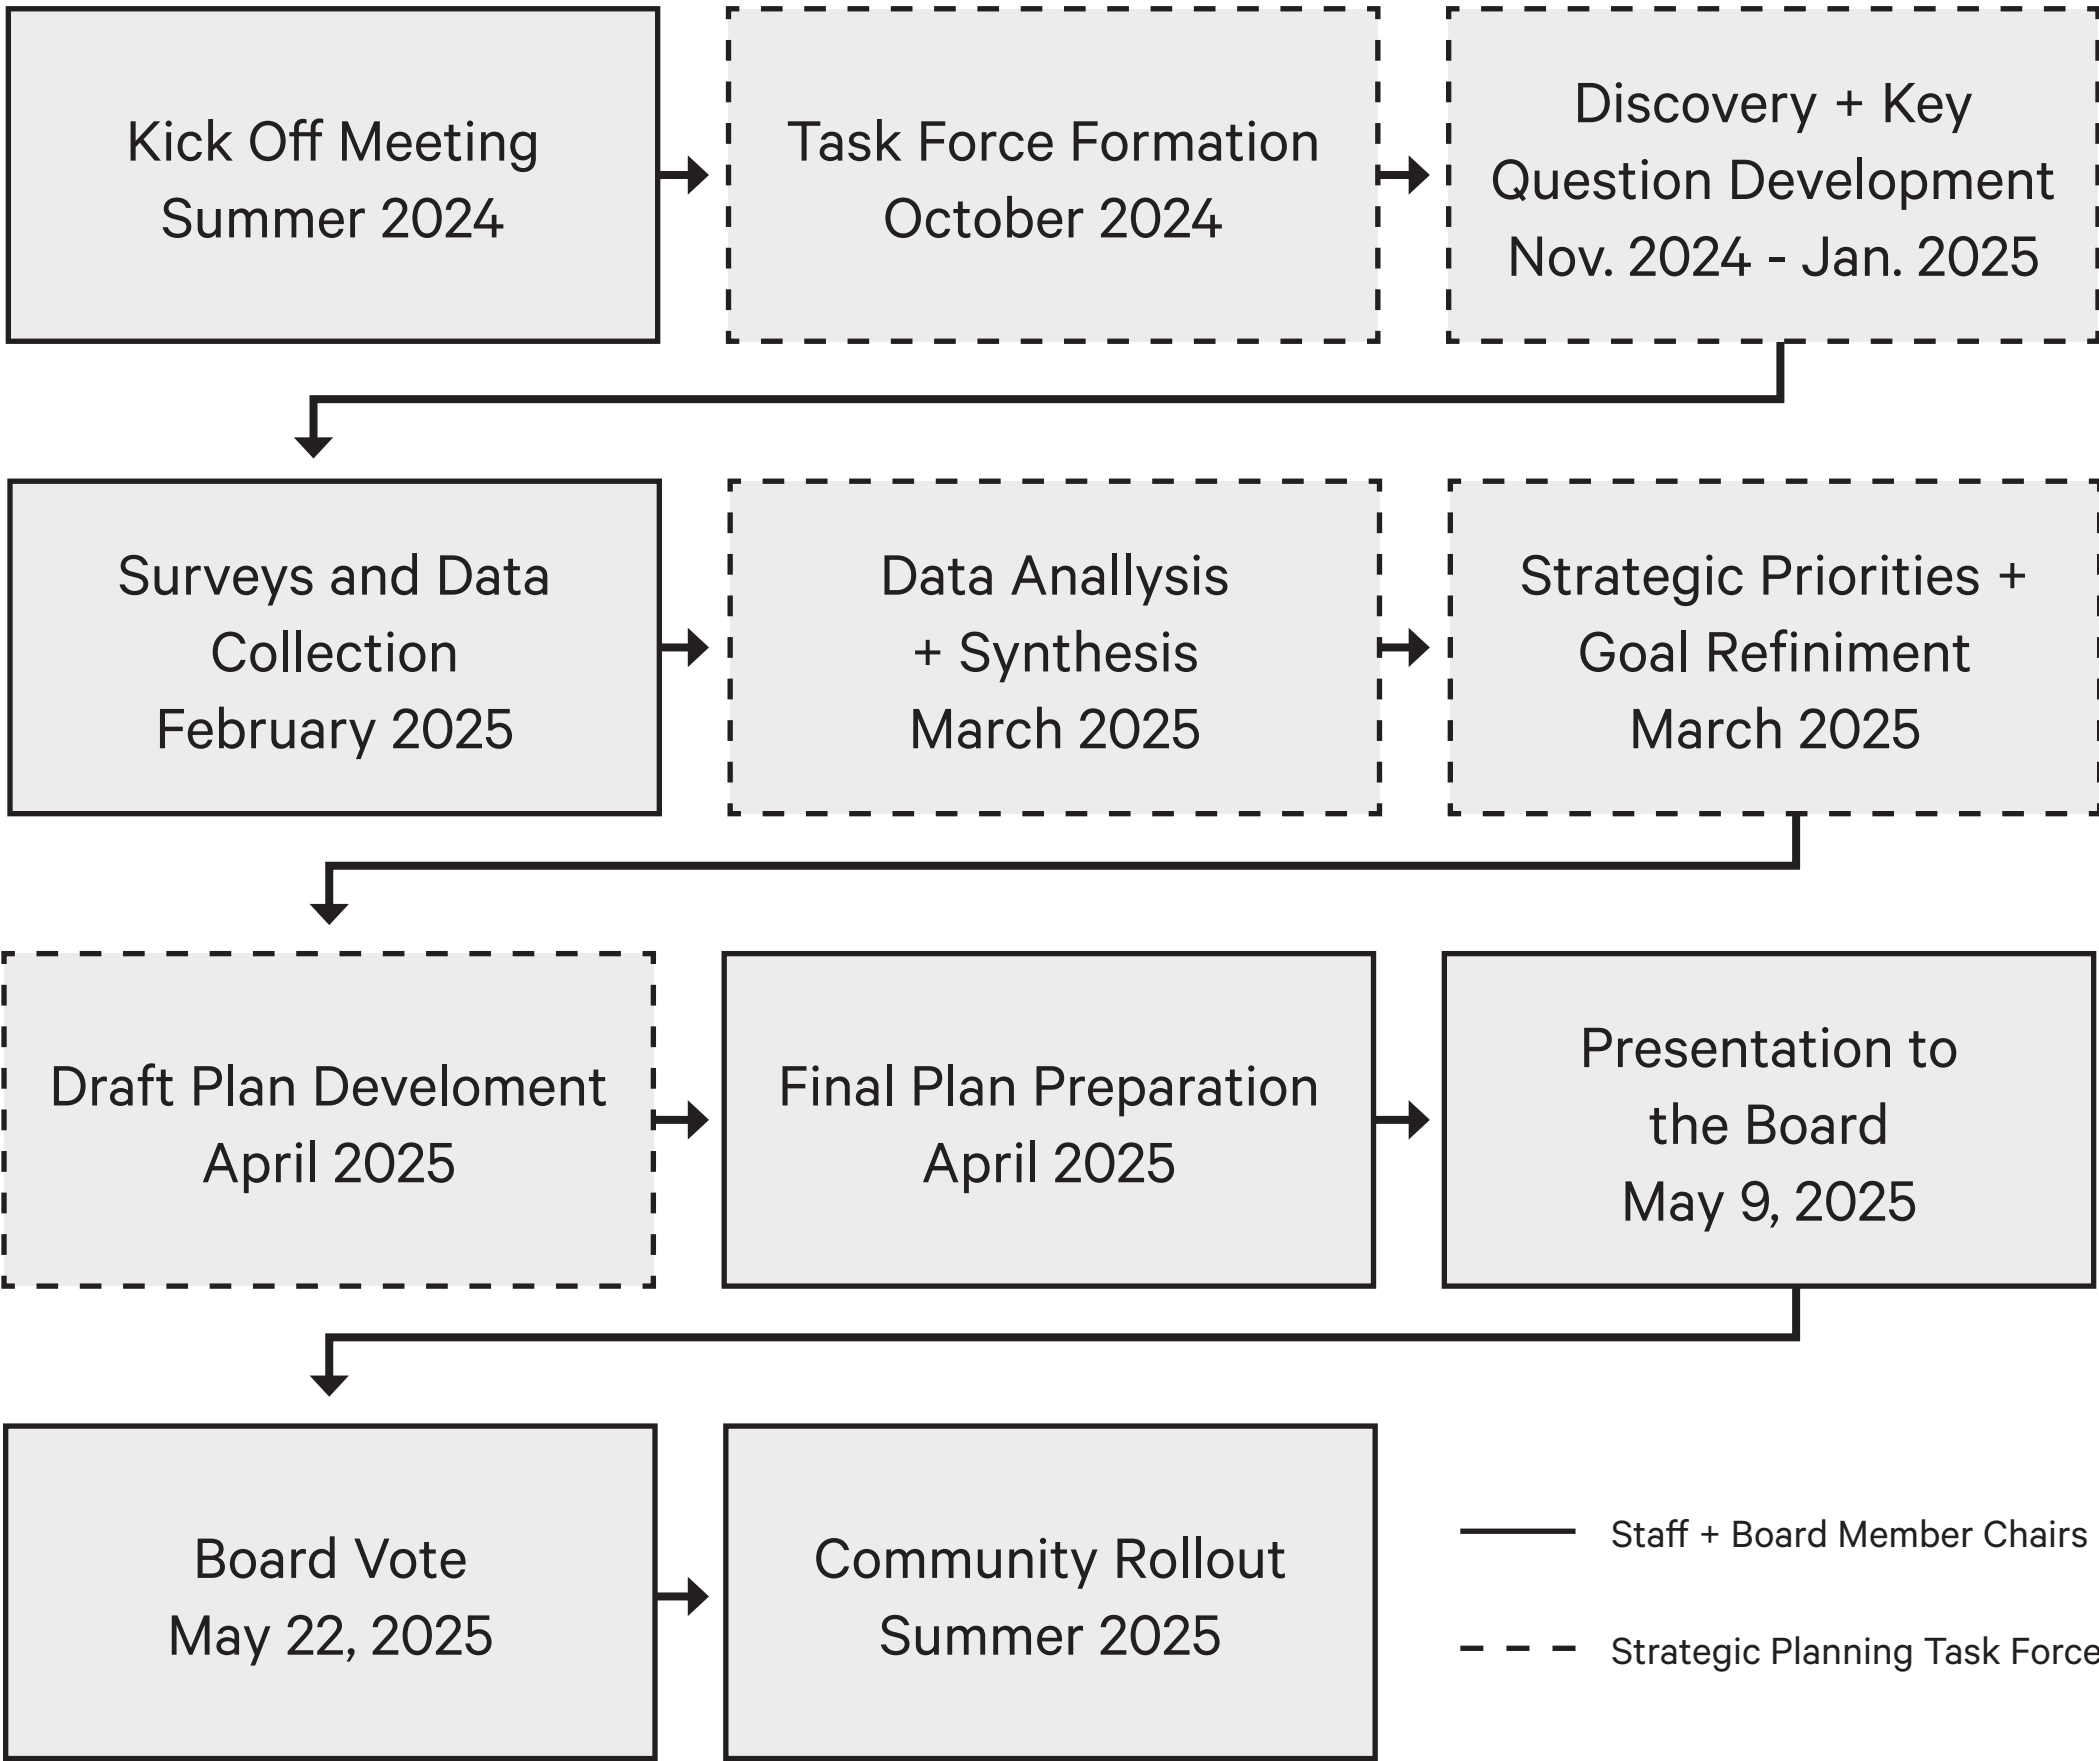 Kick Off Meeting
Summer 2024
Task Force Formation
October 2024
Discovery + Key
Question Development
Nov. 2024 - Jan. 2025
Surveys and Data
Collection
February 2025
Data Anallysis
+ Synthesis
March 2025
Strategic Priorities +
Goal Refiniment
March 2025
Draft Plan Develoment
April 2025
Final Plan Preparation
April 2025
Presentation to
the Board
May 9, 2025
Board Vote
May 22, 2025
Community Rollout
Summer 2025
Staff + Board Member Chairs
Strategic Planning Task Force